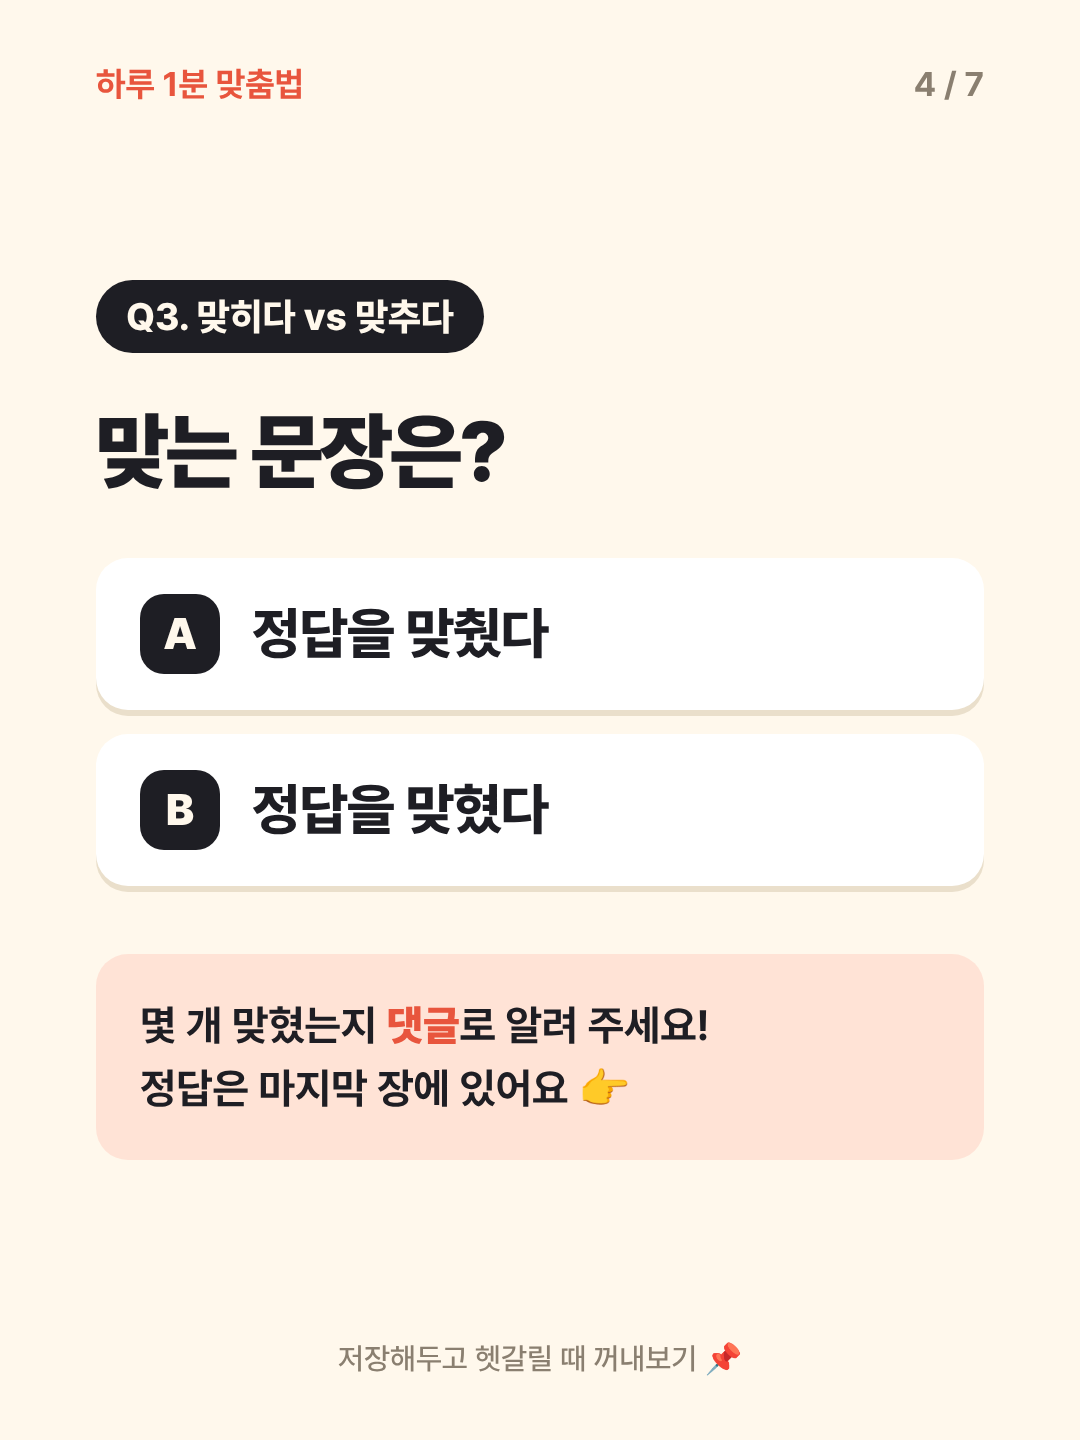 하루 1분 맞춤법
4 / 7
Q3. 맞히다 vs 맞추다
맞는 문장은?
A 정답을 맞췄다
B 정답을 맞혔다
몇 개 맞혔는지 댓글로 알려 주세요!
정답은 마지막 장에 있어요 👉
저장해두고 헷갈릴 때 꺼내보기 📌